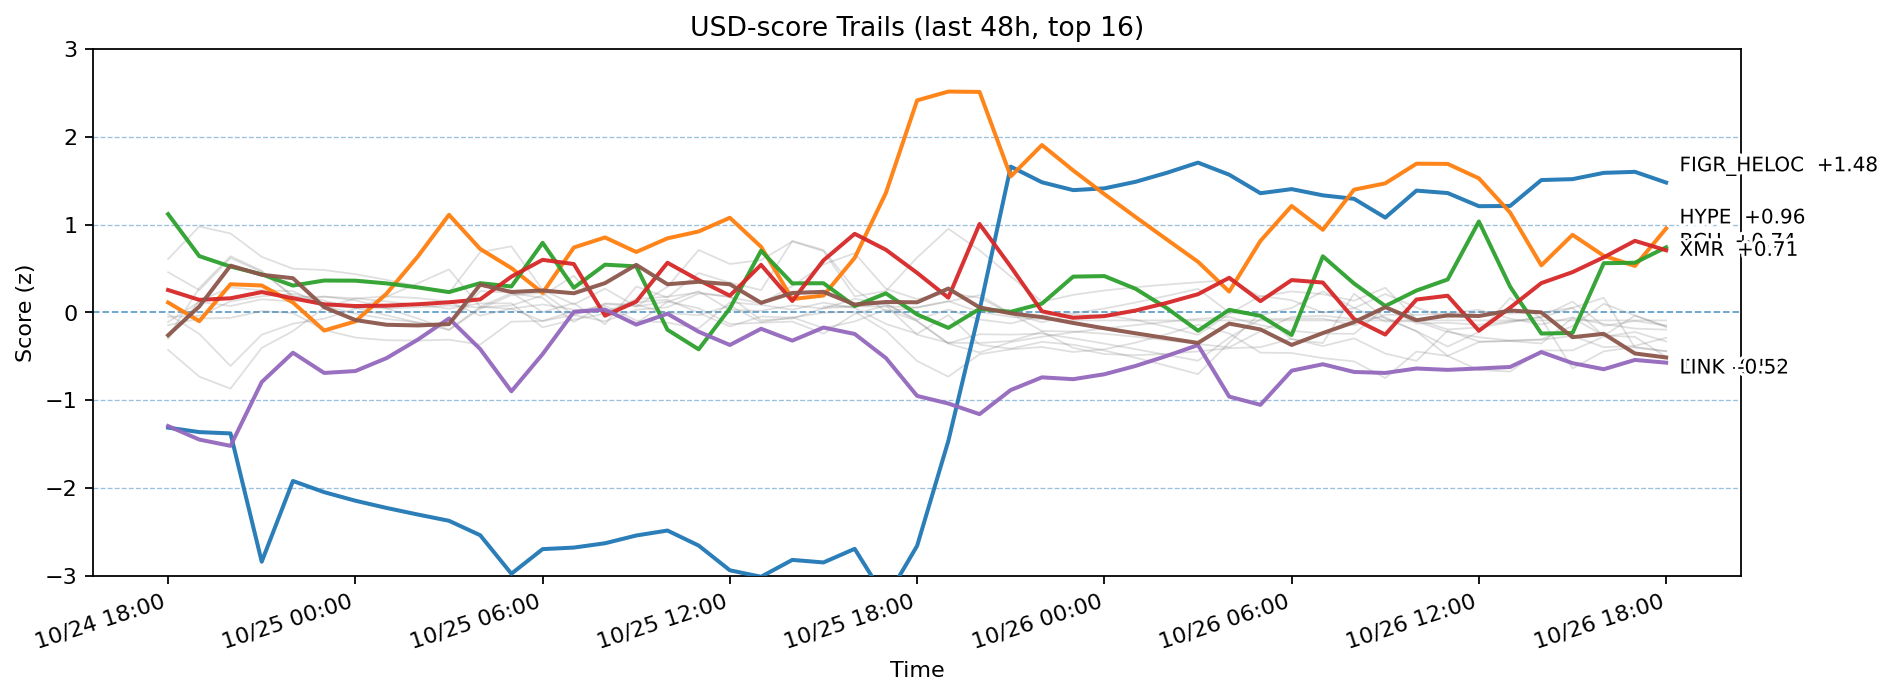 USD-score Trails (last 48h, top 16)
Score (z)
3
2
1
0
−1
−2
−3
FIGR_HELOC +1.48
HYPE +0.96
XMR +0.71
LINK -0.52
10/24 18:00
10/25 00:00
10/25 06:00
10/25 12:00
10/25 18:00
10/26 00:00
10/26 06:00
10/26 12:00
10/26 18:00
Time